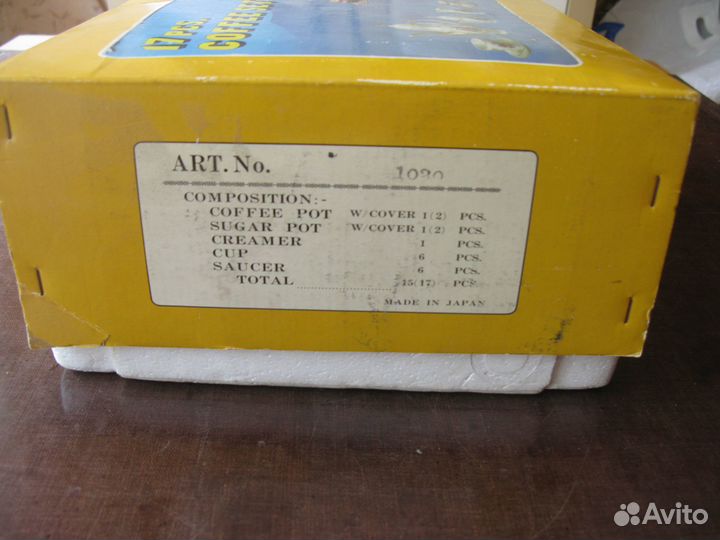 17 PCS.
COFFEE SET
ART. No. 1020
COMPOSITION:-
COFFEE POT W/COVER 1(2) PCS.
SUGAR POT W/COVER 1(2) PCS.
CREAMER 1 PCS.
CUP 6 PCS.
SAUCER 6 PCS.
TOTAL 15(17) PCS.
MADE IN JAPAN
Avito